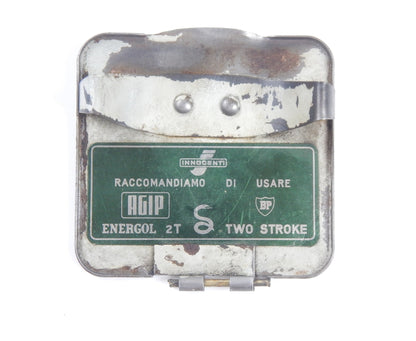 INNOCENTI
RACCOMANDIAMO DI USARE
AGIP BP
ENERGOL 2T S TWO STROKE